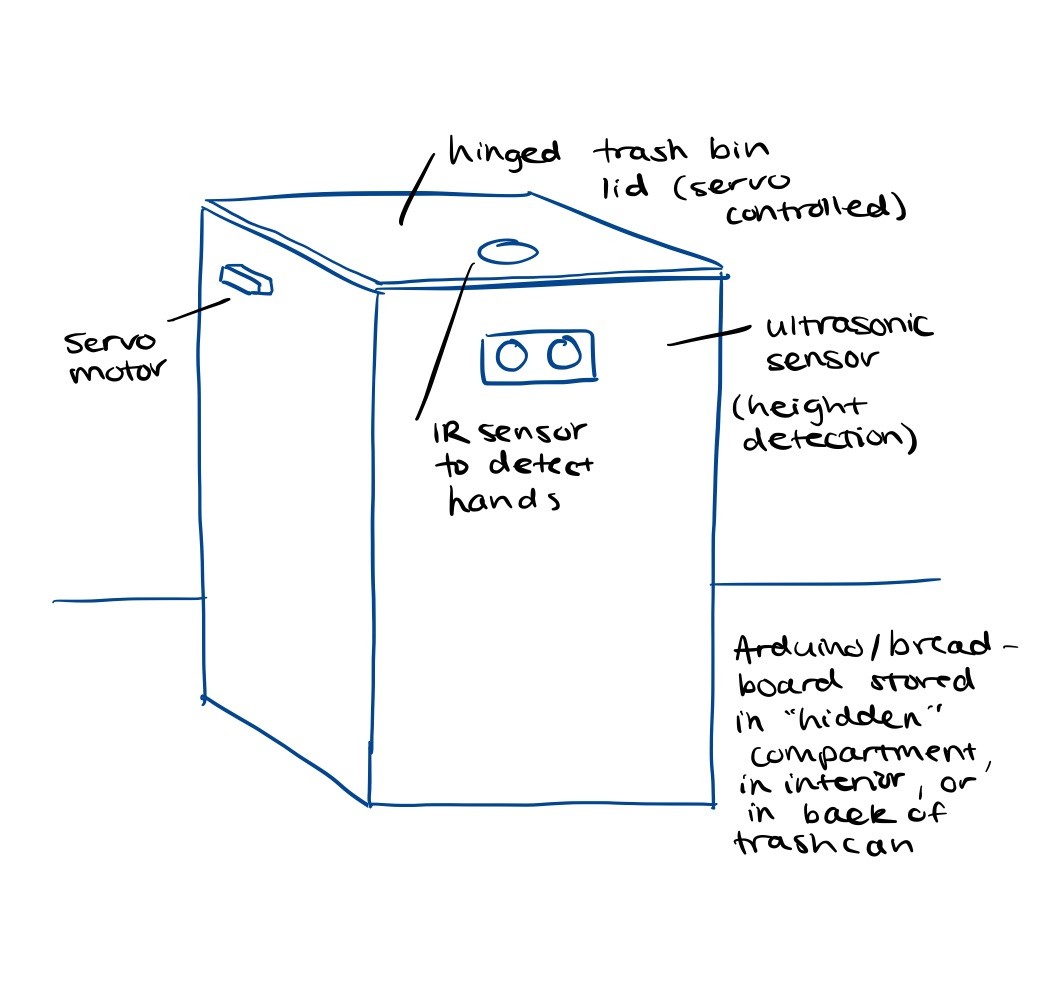 hinged trash bin
lid (servo
controlled)
servo
motor
ultrasonic
sensor
(height
detection)
IR sensor
to detect
hands
Arduino/bread-
board stored
in "hidden"
compartment,
in interior, or
in back of
trashcan